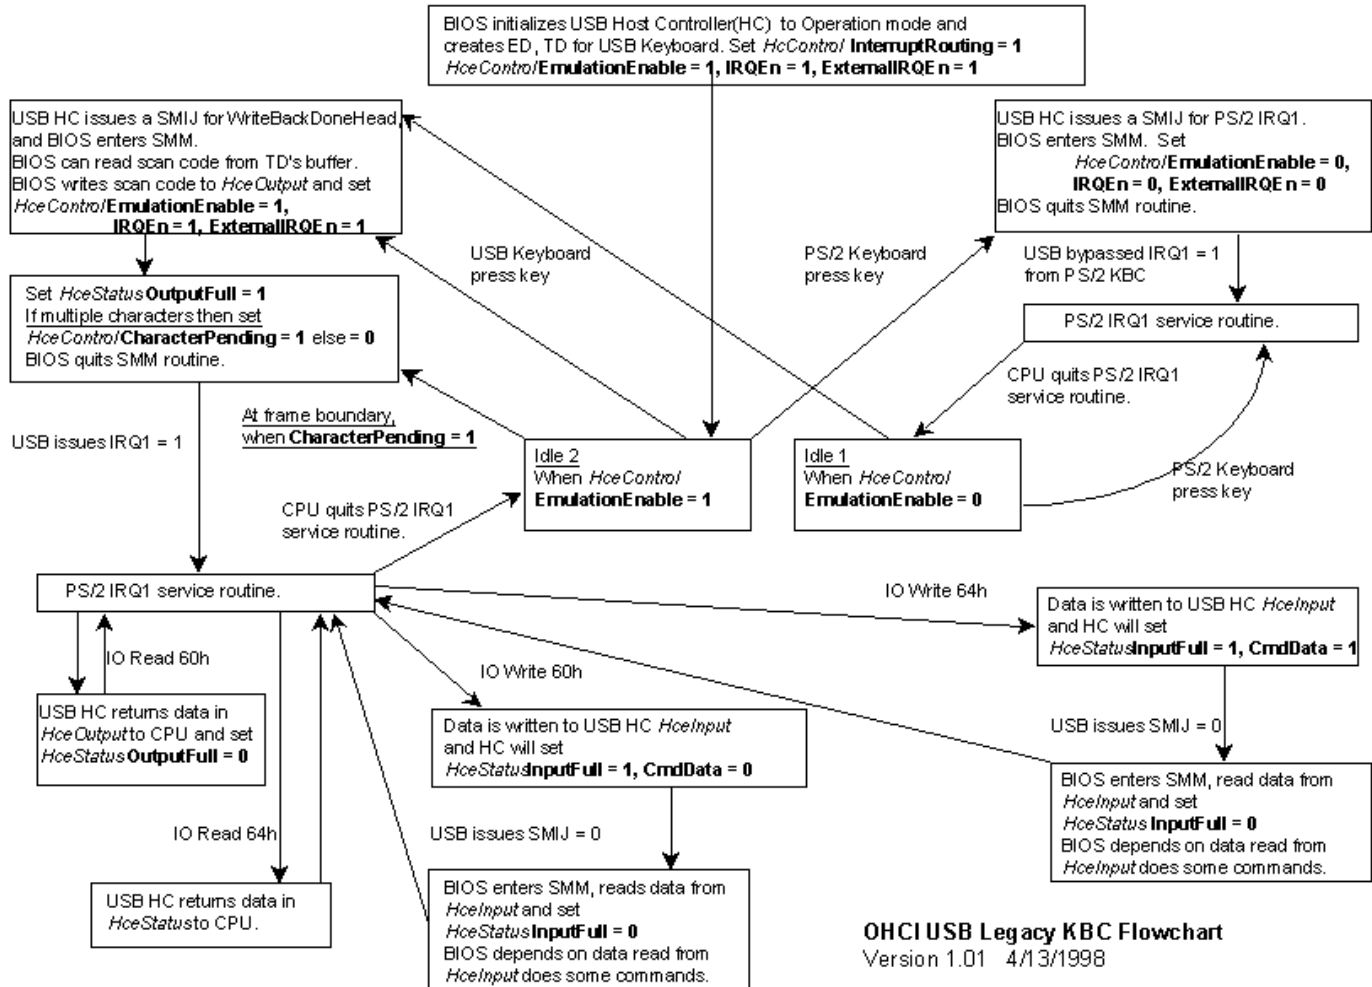 BIOS initializes USB Host Controller(HC) to Operation mode and
creates ED, TD for USB Keyboard. Set HcControl InterruptRouting = 1
HceControl EmulationEnable = 1, IRQEn = 1, ExternalIRQEn = 1
USB HC issues a SMIJ for WriteBackDoneHead,
and BIOS enters SMM.
BIOS can read scan code from TD's buffer.
BIOS writes scan code to HceOutput and set
HceControl EmulationEnable = 1,
IRQEn = 1, ExternalIRQEn = 1
USB HC issues a SMIJ for PS/2 IRQ1.
BIOS enters SMM. Set
HceControl EmulationEnable = 0,
IRQEn = 0, ExternalIRQEn = 0
BIOS quits SMM routine.
USB Keyboard
press key
PS/2 Keyboard
press key
USB bypassed IRQ1 = 1
from PS/2 KBC
Set HceStatus OutputFull = 1
If multiple characters then set
HceControl CharacterPending = 1 else = 0
BIOS quits SMM routine.
PS/2 IRQ1 service routine.
CPU quits PS/2 IRQ1
service routine.
At frame boundary,
when CharacterPending = 1
USB issues IRQ1 = 1
Idle 2
When HceControl
EmulationEnable = 1
Idle 1
When HceControl
EmulationEnable = 0
PS/2 Keyboard
press key
CPU quits PS/2 IRQ1
service routine.
PS/2 IRQ1 service routine.
IO Write 64h
Data is written to USB HC HceInput
and HC will set
HceStatus InputFull = 1, CmdData = 1
IO Read 60h
IO Write 60h
USB HC returns data in
HceOutput to CPU and set
HceStatus OutputFull = 0
Data is written to USB HC HceInput
and HC will set
HceStatus InputFull = 1, CmdData = 0
USB issues SMIJ = 0
BIOS enters SMM, read data from
HceInput and set
HceStatus InputFull = 0
BIOS depends on data read from
HceInput does some commands.
IO Read 64h
USB issues SMIJ = 0
USB HC returns data in
HceStatus to CPU.
BIOS enters SMM, reads data from
HceInput and set
HceStatus InputFull = 0
BIOS depends on data read from
HceInput does some commands.
OHCI USB Legacy KBC Flowchart
Version 1.01 4/13/1998